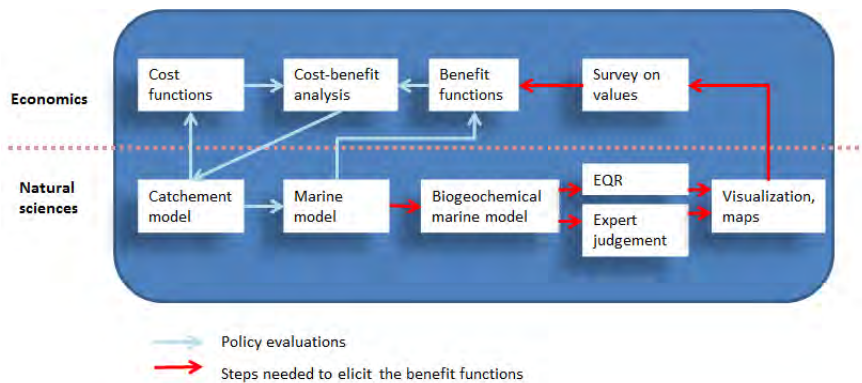 Economics
Cost
functions
Cost-benefit
analysis
Benefit
functions
Survey on
values
Natural
sciences
Catchement
model
Marine
model
Biogeochemical
marine model
EQR
Expert
judgement
Visualization,
maps
Policy evaluations
Steps needed to elicit the benefit functions